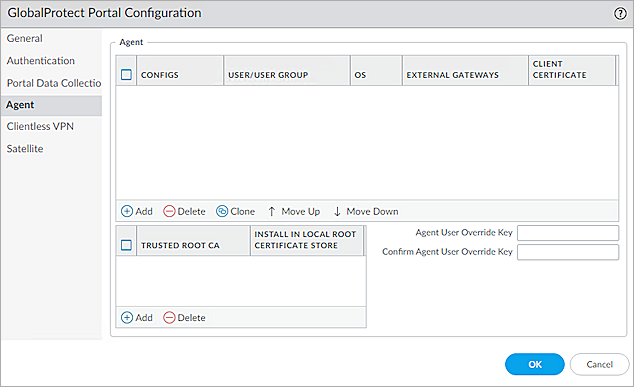 GlobalProtect Portal Configuration
General
Authentication
Portal Data Collectio
Agent
Clientless VPN
Satellite
Agent
CONFIGS
USER/USER GROUP
OS
EXTERNAL GATEWAYS
CLIENT
CERTIFICATE
Add
Delete
Clone
Move Up
Move Down
TRUSTED ROOT CA
INSTALL IN LOCAL ROOT
CERTIFICATE STORE
Add
Delete
Agent User Override Key
Confirm Agent User Override Key
OK
Cancel